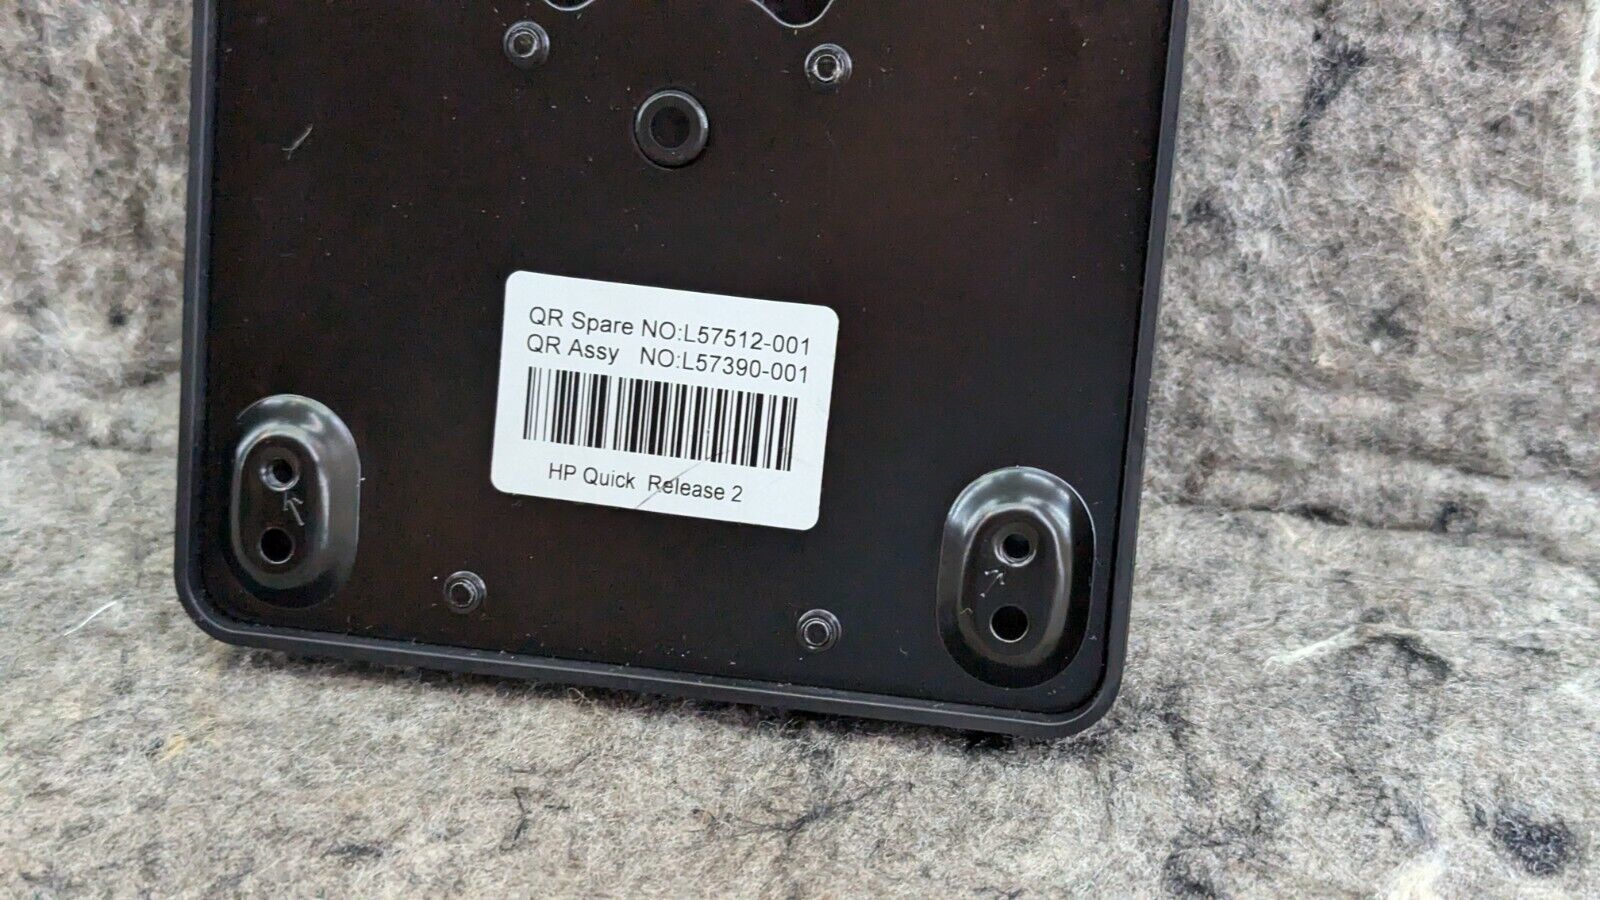 QR Spare NO:L57512-001
QR Assy NO:L57390-001
HP Quick Release 2